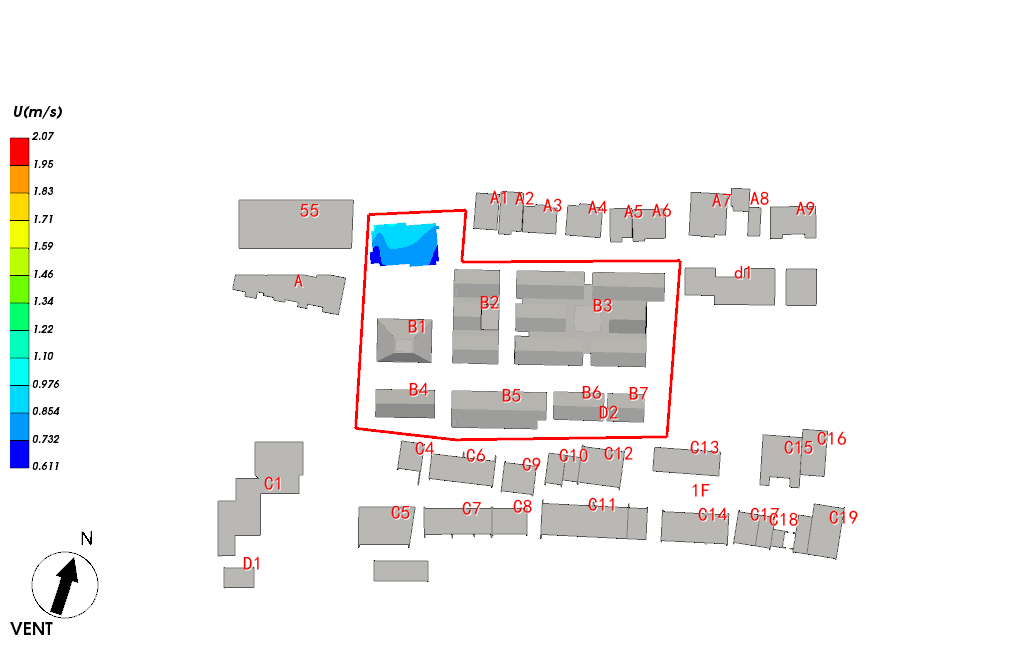 U(m/s)
2.07
1.95
1.83
1.71
1.59
1.46
1.34
1.22
1.10
0.976
0.854
0.732
0.611
55
A1 A2 A3 A4 A5 A6 A7 A8 A9
A
d1
B2 B3
B1
B4 B5 B6 B7
D2
C4 C6 C9 C10 C12 C13 C15 C16
C1
1F
C5 C7 C8 C11 C14 C17 C18 C19
D1
N
VENT